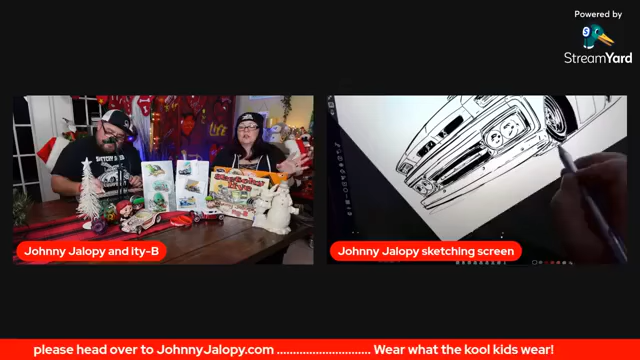 Powered by
StreamYard
LIFE
Johnny Jalopy and ity-B
Johnny Jalopy sketching screen
please head over to JohnnyJalopy.com ............................ Wear what the kool kids wear!